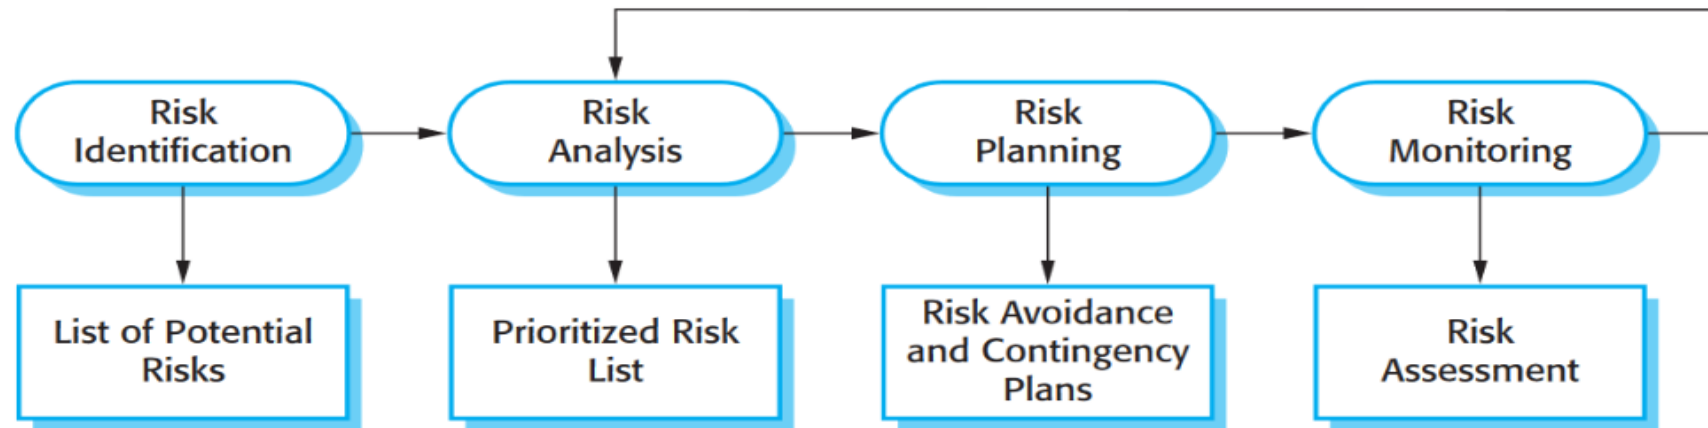 Risk
Identification
Risk
Analysis
Risk
Planning
Risk
Monitoring
List of Potential
Risks
Prioritized Risk
List
Risk Avoidance
and Contingency
Plans
Risk
Assessment